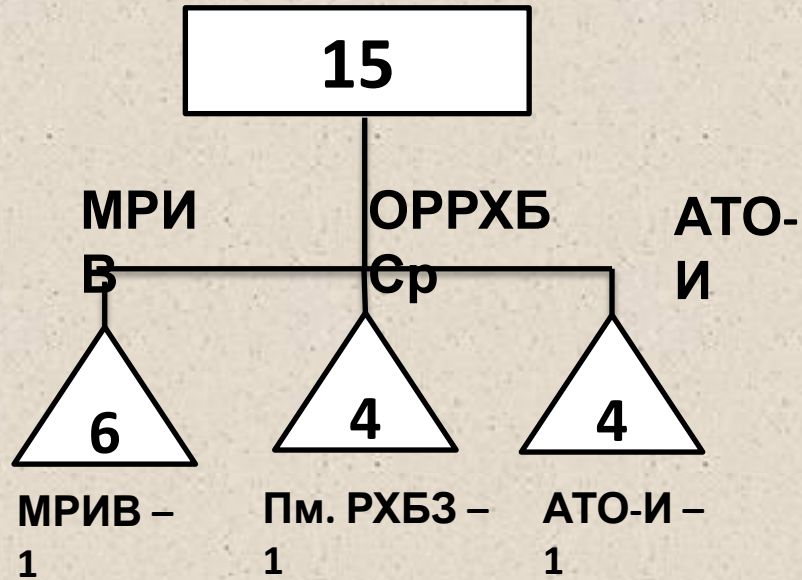 15
МРИ
В
ОРРХБ
Ср
АТО-
И
6
4
4
МРИВ –
1
Пм. РХБЗ –
1
АТО-И –
1